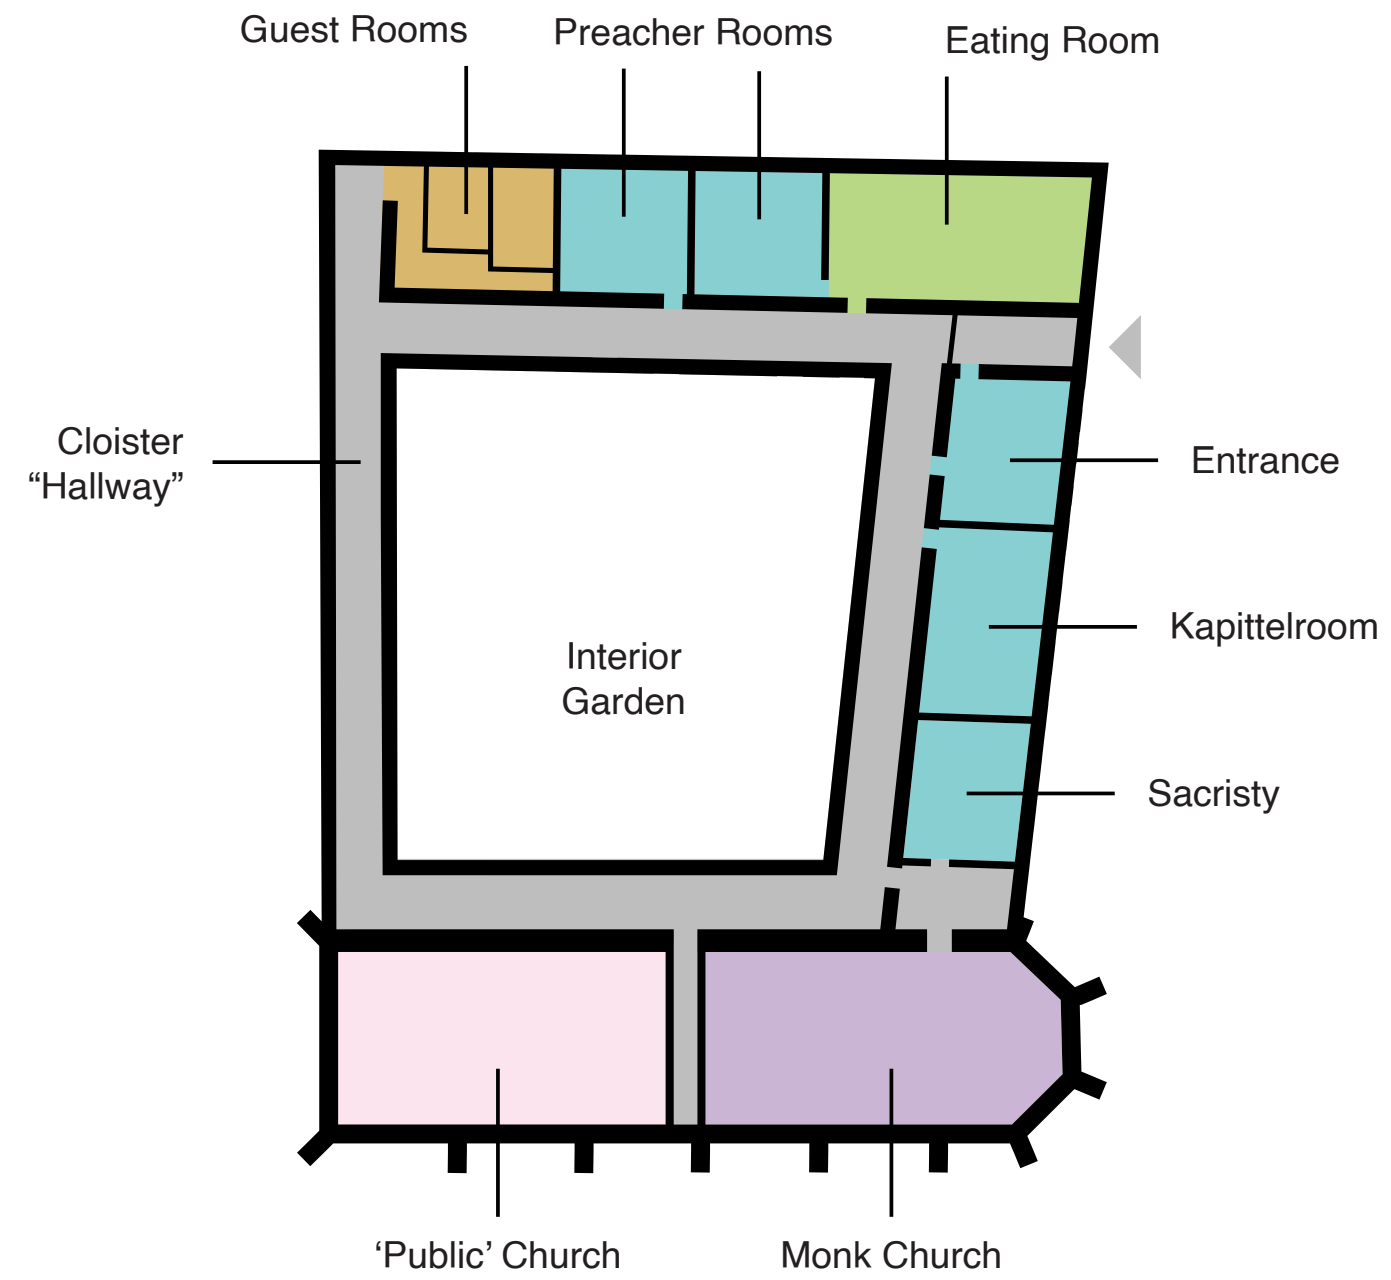 Guest Rooms
Preacher Rooms
Eating Room
Cloister
“Hallway”
Entrance
Interior
Garden
Kapittelroom
Sacristy
‘Public’ Church
Monk Church